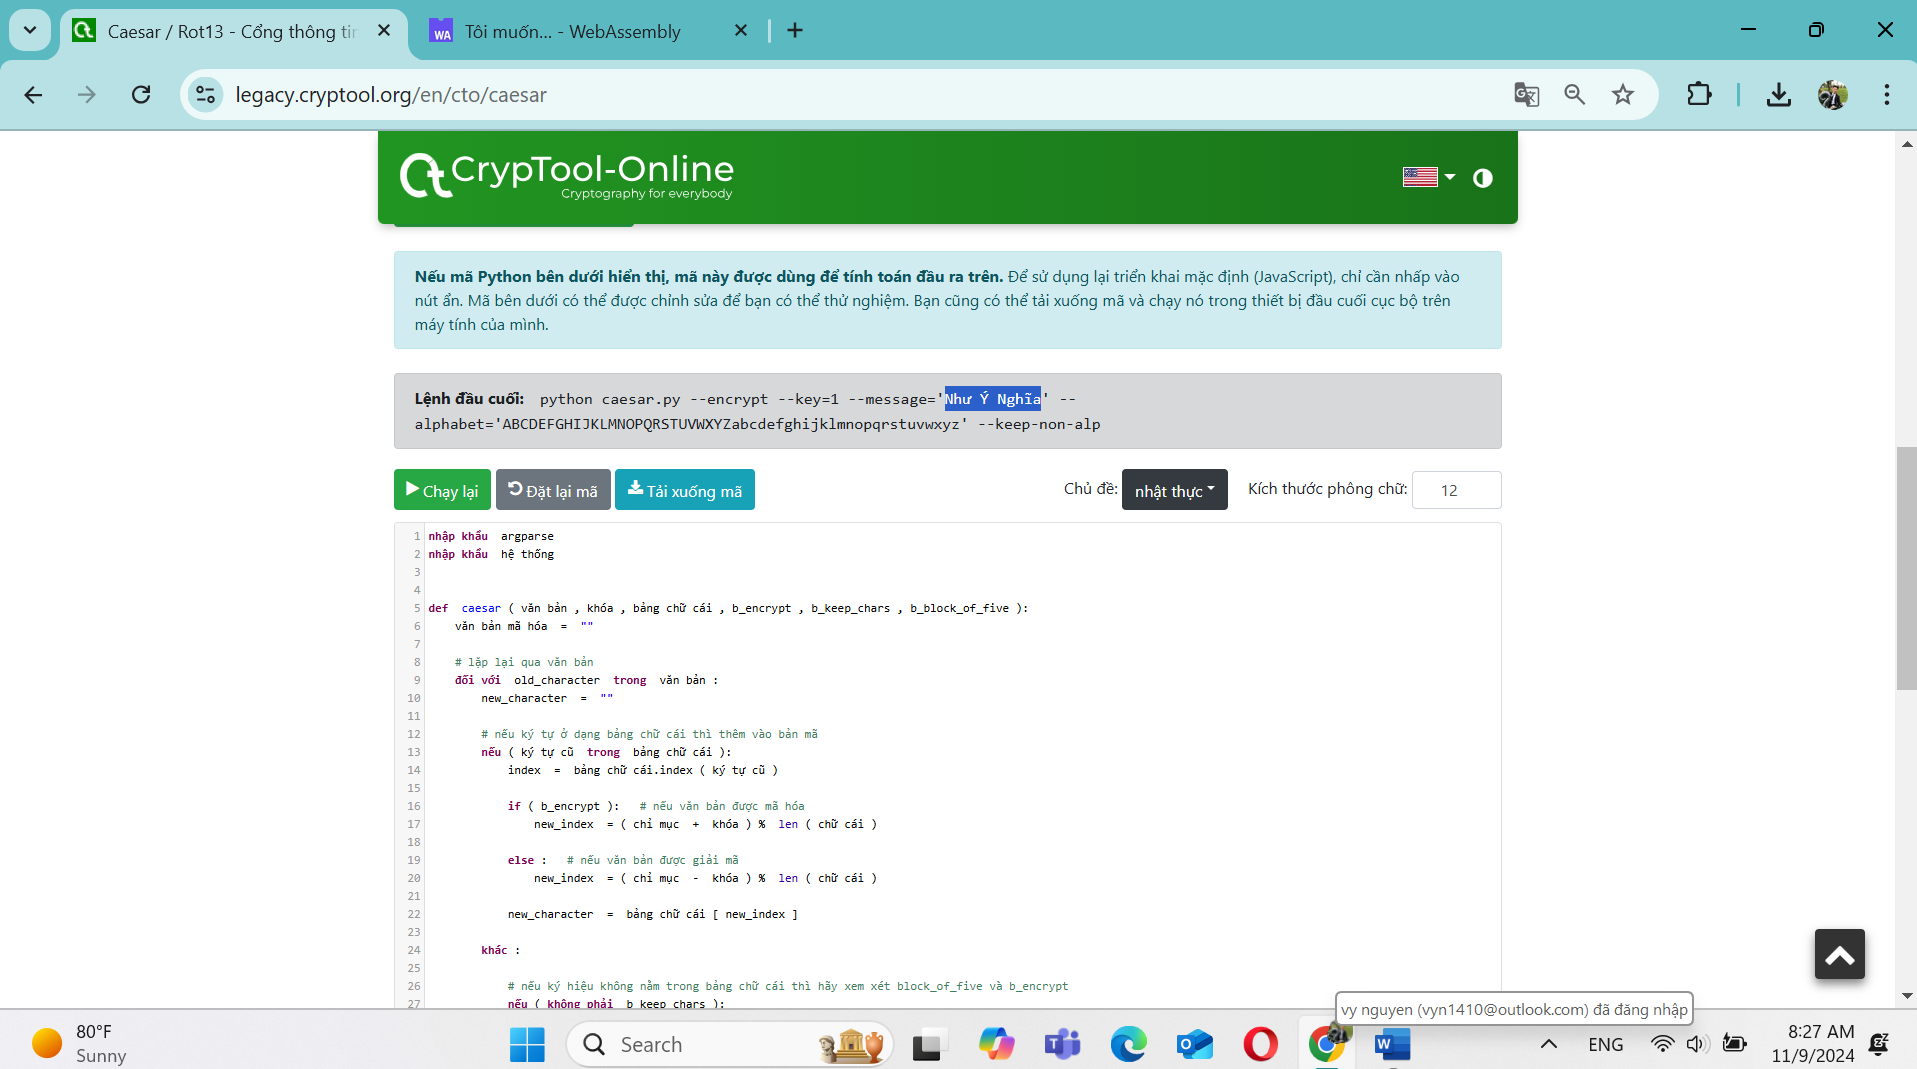 Caesar / Rot13 - Cổng thông tin
WA
Tôi muốn... - WebAssembly
legacy.cryptool.org/en/cto/caesar
CrypTool-Online
Cryptography for everybody
Nếu mã Python bên dưới hiển thị, mã này được dùng để tính toán đầu ra trên. Để sử dụng lại triển khai mặc định (JavaScript), chỉ cần nhấp vào
nút ẩn. Mã bên dưới có thể được chỉnh sửa để bạn có thể thử nghiệm. Bạn cũng có thể tải xuống mã và chạy nó trong thiết bị đầu cuối cục bộ trên
máy tính của mình.
Lệnh đầu cuối: python caesar.py --encrypt --key=1 --message='Như Ý Nghĩa' --
alphabet='ABCDEFGHIJKLMNOPQRSTUVWXYZabcdefghijklmnopqrstuvwxyz' --keep-non-alp
Chạy lại
Đặt lại mã
Tải xuống mã
Chủ đề: nhật thực
Kích thước phông chữ: 12
1 nhập khẩu argparse
2 nhập khẩu hệ thống
3
4
5 def caesar ( văn bản , khóa , bảng chữ cái , b_encrypt , b_keep_chars , b_block_of_five ):
6 văn bản mã hóa = ""
7
8 # lặp lại qua văn bản
9 đối với old_character trong văn bản :
10 new_character = ""
11
12 # nếu ký tự ở dạng bảng chữ cái thì thêm vào bản mã
13 nếu ( ký tự cũ trong bảng chữ cái ):
14 index = bảng chữ cái.index ( ký tự cũ )
15
16 if ( b_encrypt ): # nếu văn bản được mã hóa
17 new_index = ( chỉ mục + khóa ) % len ( chữ cái )
18
19 else : # nếu văn bản được giải mã
20 new_index = ( chỉ mục - khóa ) % len ( chữ cái )
21
22 new_character = bảng chữ cái [ new_index ]
23
24 khác :
25
26 # nếu ký hiệu không nằm trong bảng chữ cái thì hãy xem xét block_of_five và b_encrypt
27 nếu ( không phải b_keep_chars ):
vy nguyen (vyn1410@outlook.com) đã đăng nhập
80°F
Sunny
Search
ENG
8:27 AM
11/9/2024